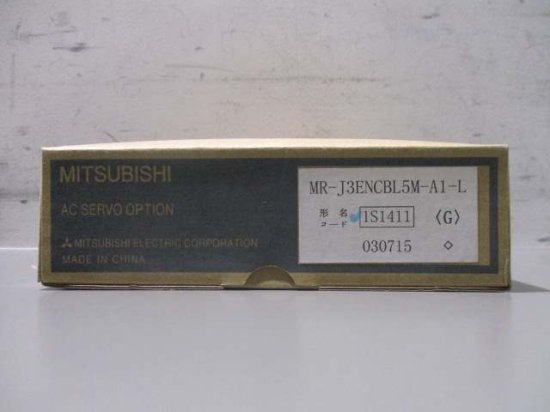 MITSUBISHI
AC SERVO OPTION
MITSUBISHI ELECTRIC CORPORATION
MADE IN CHINA
MR-J3ENCBL5M-A1-L
形名
コード
1S1411
〈G〉
030715